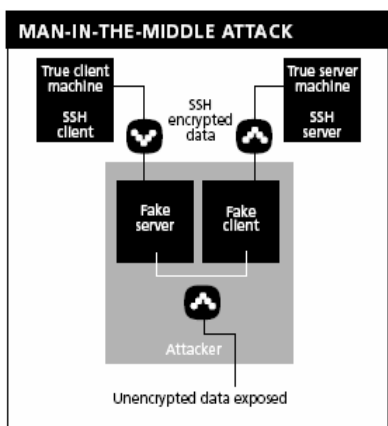 MAN-IN-THE-MIDDLE ATTACK
True client
machine
SSH
client
SSH
encrypted
data
True server
machine
SSH
server
Fake
server
Fake
client
Attacker
Unencrypted data exposed